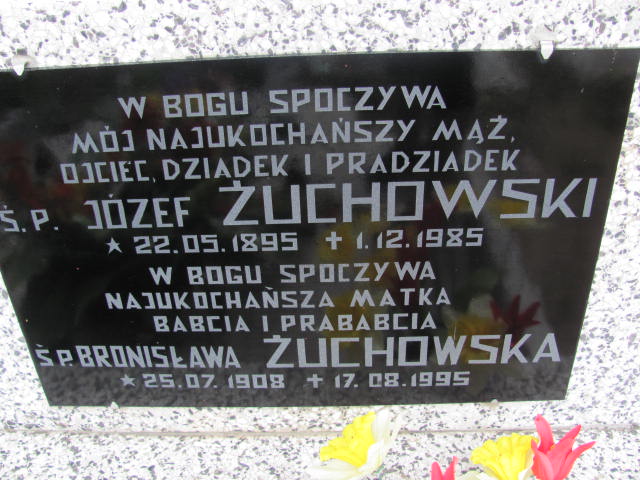 W BOGU SPOCZYWA
MÓJ NAJUKOCHAŃSZY MĄŻ,
OJCIEC, DZIADEK I PRADZIADEK
Ś.P. JÓZEF ŻUCHOWSKI
★ 22.05.1895 ✝ 1.12.1985
W BOGU SPOCZYWA
NAJUKOCHAŃSZA MATKA
BABCIA I PRABABCIA
Ś.P. BRONISŁAWA ŻUCHOWSKA
★ 25.07.1908 ✝ 17.08.1995